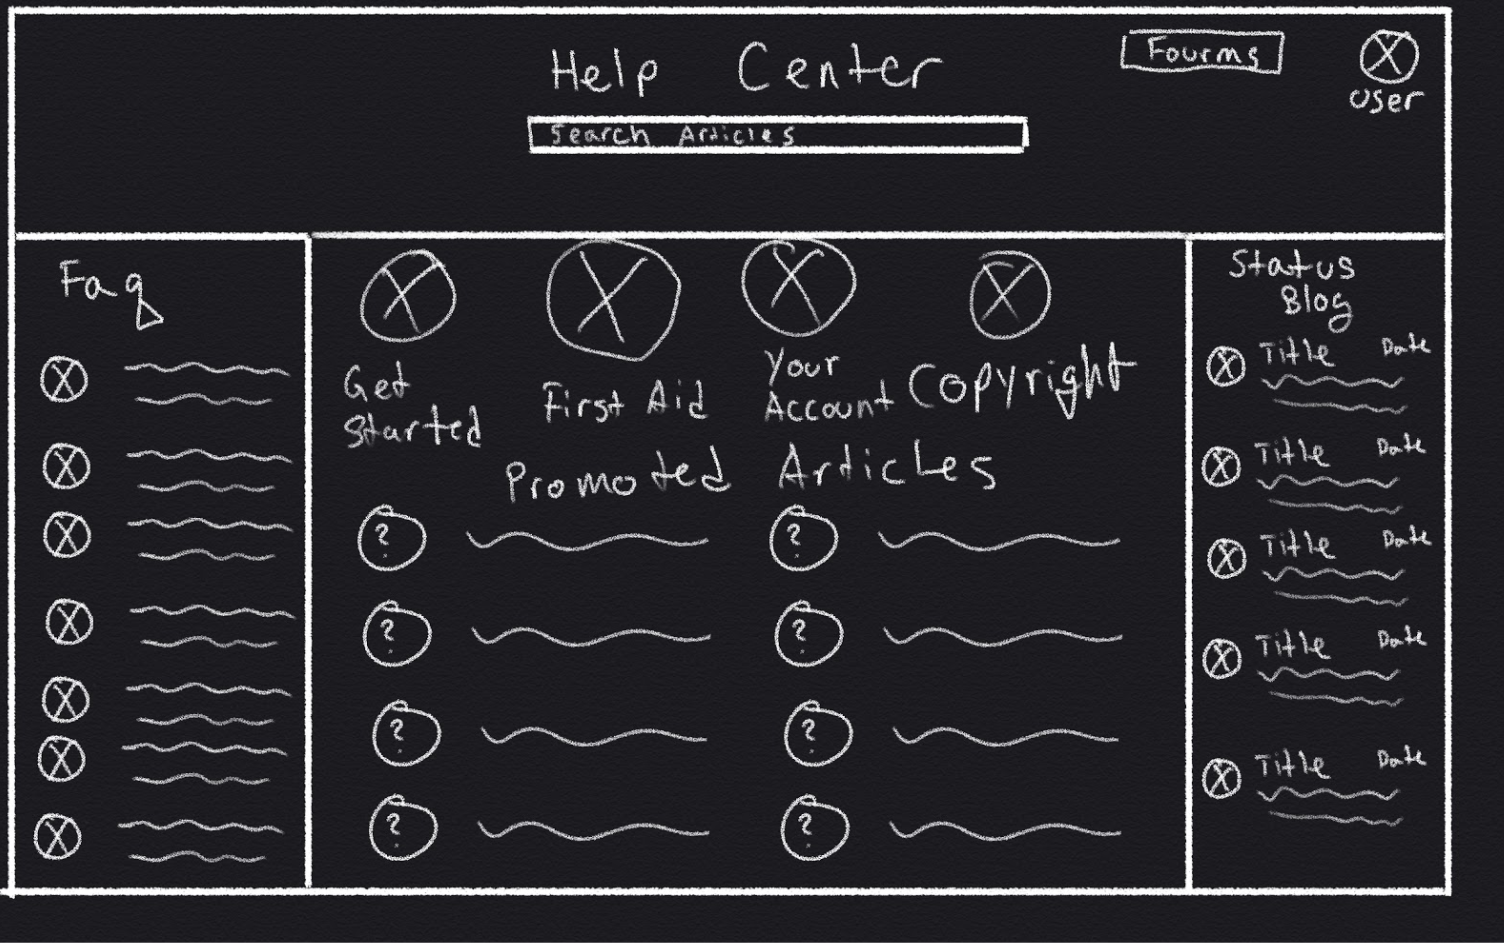 Help Center
Fourms
User
Search Articles
Faq
Get
Started
First Aid
Your
Account
Copyright
Promoted Articles
?
?
?
?
?
?
?
?
Status
Blog
Title Date
Title Date
Title Date
Title Date
Title Date